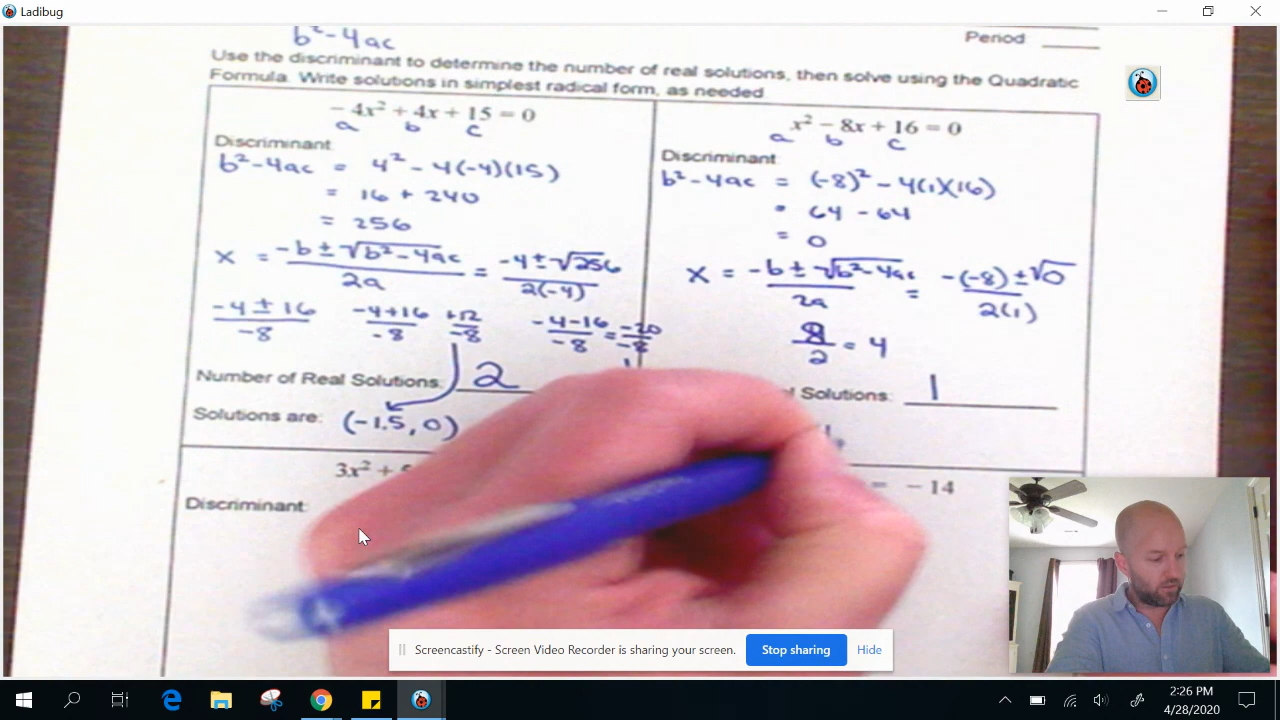 Ladibug
b²-4ac
Period
Use the discriminant to determine the number of real solutions, then solve using the Quadratic
Formula. Write solutions in simplest radical form, as needed
- 4x² + 4x + 15 = 0
a b c
Discriminant
b²-4ac = 4² - 4(-4)(15)
= 16 + 240
= 256
x = -b ± √b²-4ac / 2a = -4 ± √256 / 2(-4)
-4 ± 16 / -8 -4+16 / -8 +12 / -8 -4-16 / -8 = -20 / -8
Number of Real Solutions: 2
Solutions are: (-1.5, 0)
x² - 8x + 16 = 0
a b c
Discriminant
b²-4ac = (-8)² - 4(1)(16)
= 64 - 64
= 0
x = -b ± √b²-4ac / 2a = -(-8) ± √0 / 2(1)
8 / 2 = 4
Solutions: 1
3x² +
Discriminant:
= - 14
Screencastify - Screen Video Recorder is sharing your screen.
Stop sharing
Hide
2:26 PM
4/28/2020